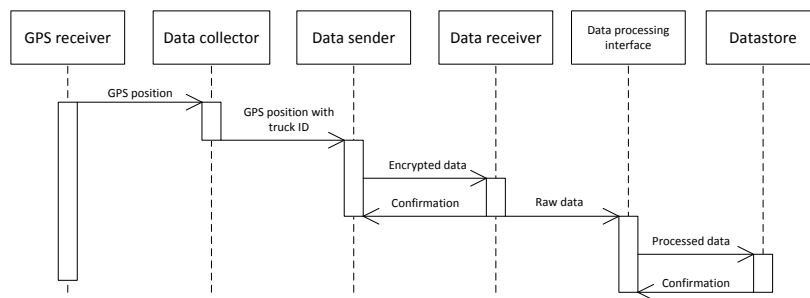 GPS receiver
Data collector
Data sender
Data receiver
Data processing
interface
Datastore
GPS position
GPS position with
truck ID
Encrypted data
Confirmation
Raw data
Processed data
Confirmation